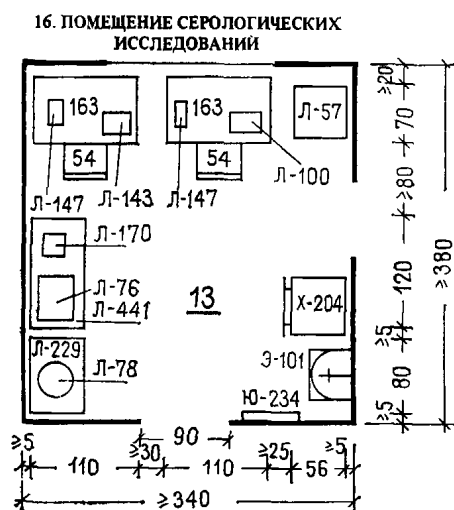 16. ПОМЕЩЕНИЕ СЕРОЛОГИЧЕСКИХ
ИССЛЕДОВАНИЙ
163
163
Л-57
54
54
Л-147
Л-143
Л-147
Л-100
Л-170
Л-76
Л-441
13
Х-204
Л-229
Л-78
Э-101
Ю-234
≥20
70
≥80
120
≥5
80
≥5
≥380
90
≥5
110
≥30
110
≥25
56
≥5
≥340